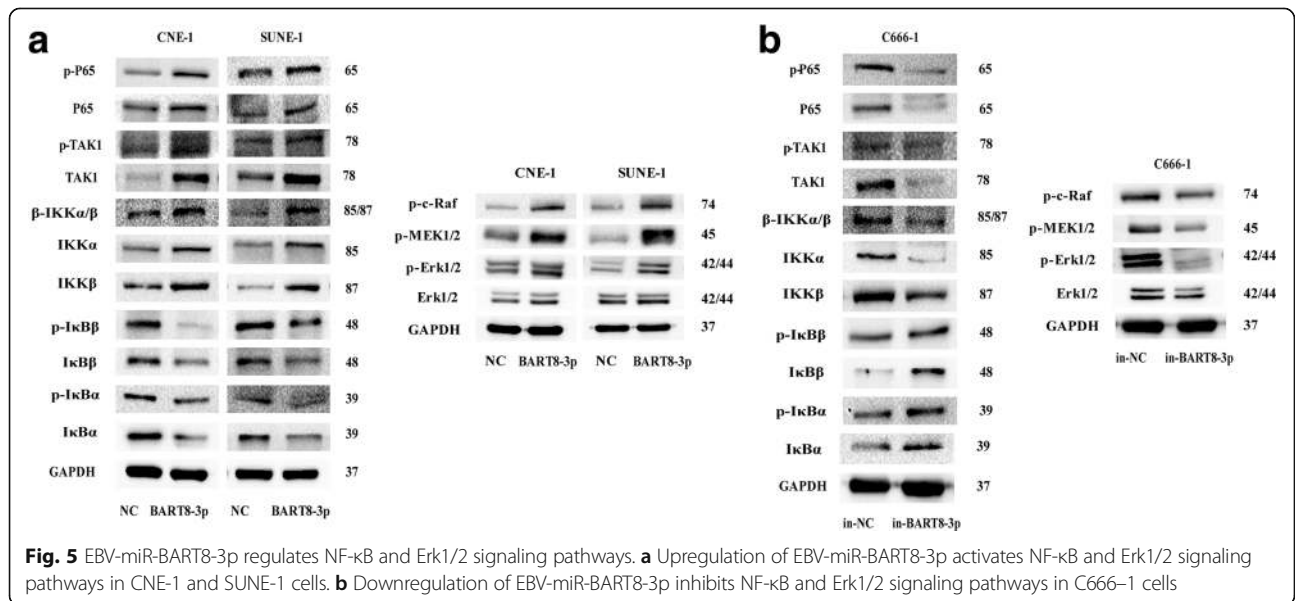 a
CNE-1 SUNE-1
p-P65 65
P65 65
p-TAK1 78
TAK1 78
β-IKKα/β 85/87
IKKα 85
IKKβ 87
p-IκBβ 48
IκBβ 48
p-IκBα 39
IκBα 39
GAPDH 37
NC BART8-3p NC BART8-3p
CNE-1 SUNE-1
p-c-Raf 74
p-MEK1/2 45
p-Erk1/2 42/44
Erk1/2 42/44
GAPDH 37
NC BART8-3p NC BART8-3p
b
C666-1
p-P65 65
P65 65
p-TAK1 78
TAK1 78
β-IKKα/β 85/87
IKKα 85
IKKβ 87
p-IκBβ 48
IκBβ 48
p-IκBα 39
IκBα 39
GAPDH 37
in-NC in-BART8-3p
C666-1
p-c-Raf 74
p-MEK1/2 45
p-Erk1/2 42/44
Erk1/2 42/44
GAPDH 37
in-NC in-BART8-3p
Fig. 5 EBV-miR-BART8-3p regulates NF-κB and Erk1/2 signaling pathways. a Upregulation of EBV-miR-BART8-3p activates NF-κB and Erk1/2 signaling
pathways in CNE-1 and SUNE-1 cells. b Downregulation of EBV-miR-BART8-3p inhibits NF-κB and Erk1/2 signaling pathways in C666–1 cells